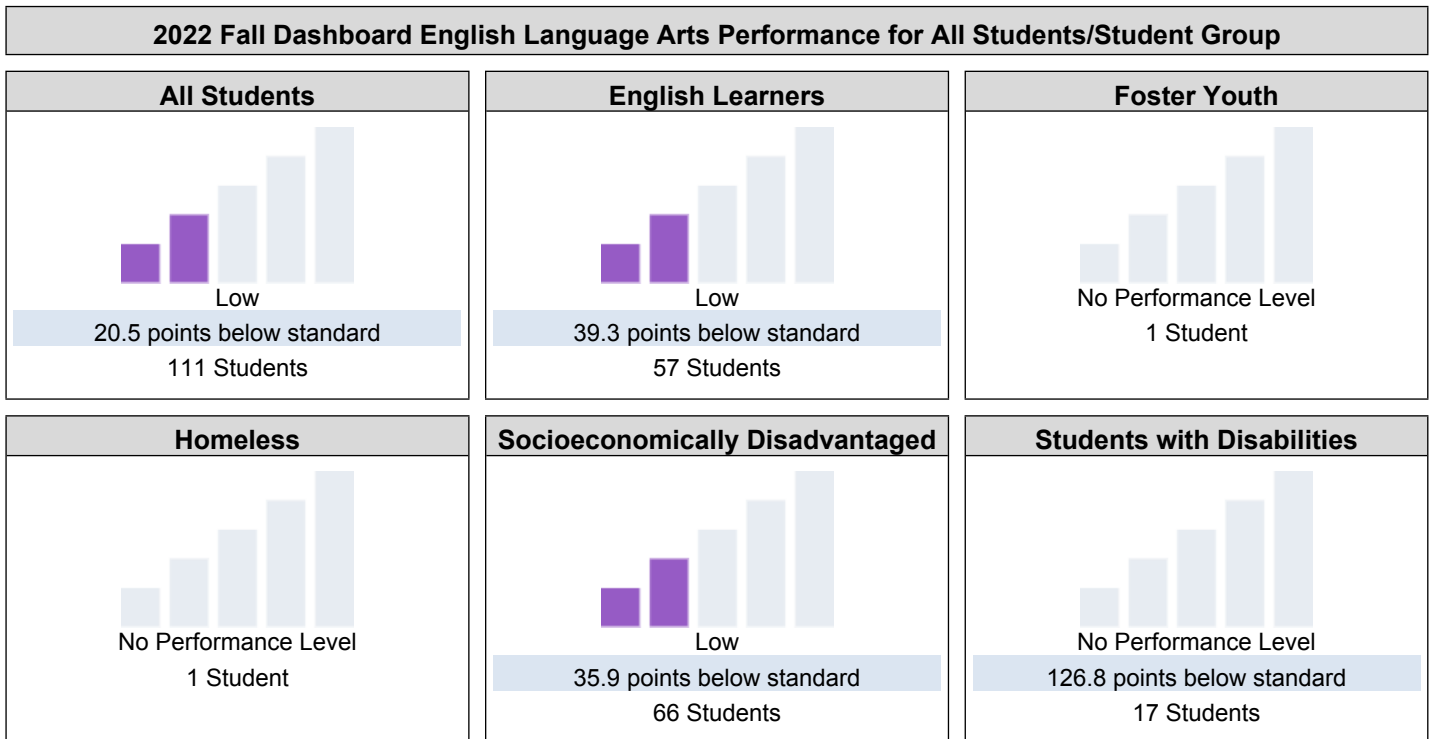 2022 Fall Dashboard English Language Arts Performance for All Students/Student Group
All Students
Low
20.5 points below standard
111 Students
English Learners
Low
39.3 points below standard
57 Students
Foster Youth
No Performance Level
1 Student
Homeless
No Performance Level
1 Student
Socioeconomically Disadvantaged
Low
35.9 points below standard
66 Students
Students with Disabilities
No Performance Level
126.8 points below standard
17 Students